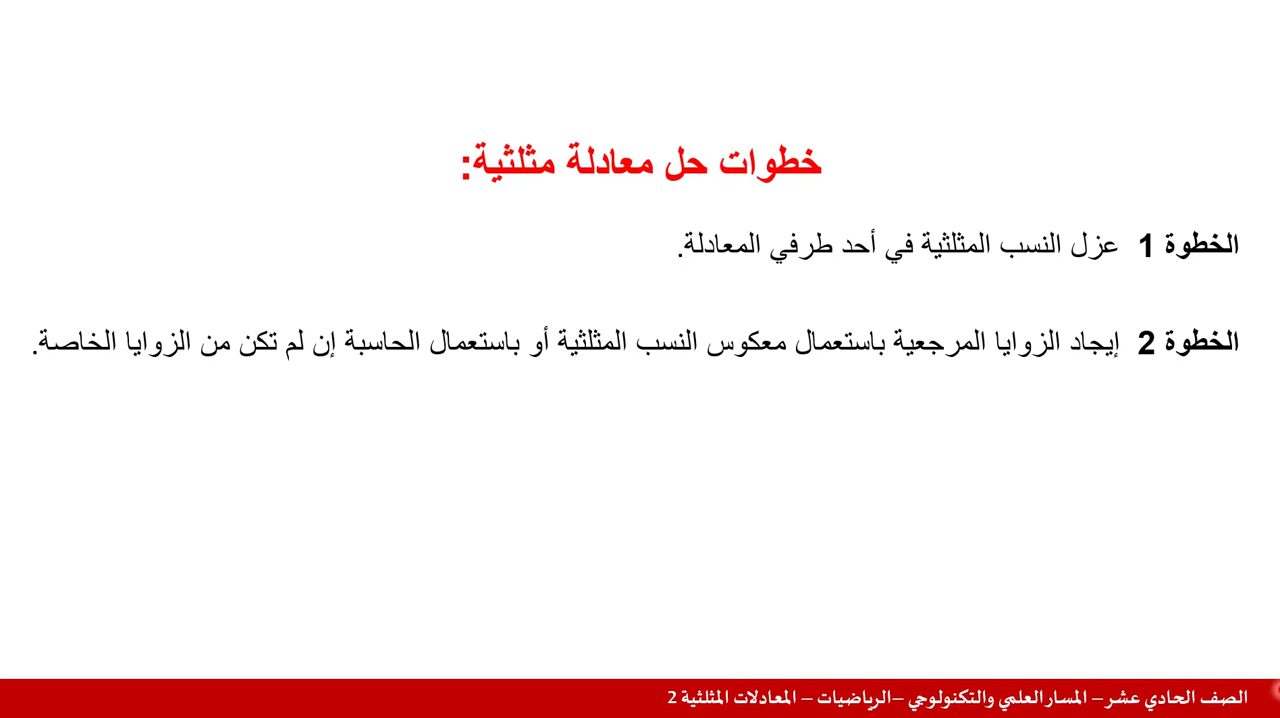 خطوات حل معادلة مثلثية:
الخطوة 1 عزل النسب المثلثية في أحد طرفي المعادلة.
الخطوة 2 إيجاد الزوايا المرجعية باستعمال معكوس النسب المثلثية أو باستعمال الحاسبة إن لم تكن من الزوايا الخاصة.
الصف الحادي عشر – المسار العلمي والتكنولوجي –الرياضيات – المعادلات المثلثية 2